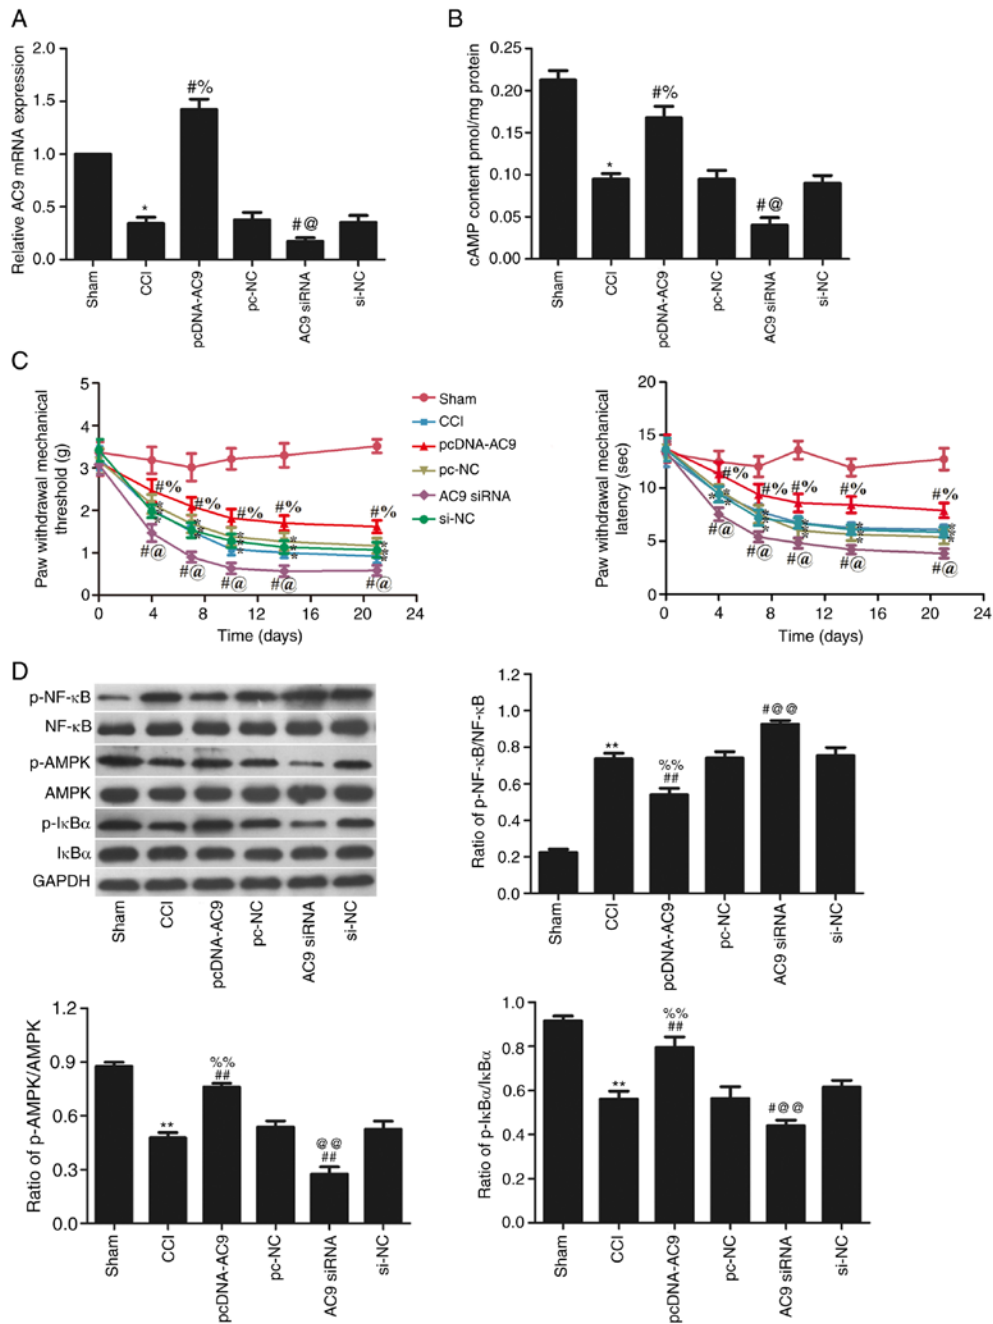 A
Relative AC9 mRNA expression
2.0
1.5
1.0
0.5
0.0
*
#%
#@
Sham
CCI
pcDNA-AC9
pc-NC
AC9 siRNA
si-NC
B
cAMP content pmol/mg protein
0.25
0.20
0.15
0.10
0.05
0.00
*
#%
#@
Sham
CCI
pcDNA-AC9
pc-NC
AC9 siRNA
si-NC
C
Paw withdrawal mechanical
threshold (g)
5
4
3
2
1
0
#%
#%
#%
#%
#%
#@
#@
#@
#@
#@
0
4
8
12
16
20
24
Time (days)
Sham
CCI
pcDNA-AC9
pc-NC
AC9 siRNA
si-NC
Paw withdrawal mechanical
latency (sec)
20
15
10
5
0
#%
#%
#%
#%
#%
#@
#@
#@
#@
#@
0
4
8
12
16
20
24
Time (days)
D
p-NF-κB
NF-κB
p-AMPK
AMPK
p-IκBα
IκBα
GAPDH
Sham
CCI
pcDNA-AC9
pc-NC
AC9 siRNA
si-NC
Ratio of p-NF-κB/NF-κB
1.2
1.0
0.8
0.6
0.4
0.2
0.0
**
%%
##
#@@
Sham
CCI
pcDNA-AC9
pc-NC
AC9 siRNA
si-NC
Ratio of p-AMPK/AMPK
1.2
0.9
0.6
0.3
0.0
**
%%
##
@@
##
Sham
CCI
pcDNA-AC9
pc-NC
AC9 siRNA
si-NC
Ratio of p-IκBα/IκBα
1.0
0.8
0.6
0.4
0.2
0.0
**
%%
##
#@@
Sham
CCI
pcDNA-AC9
pc-NC
AC9 siRNA
si-NC